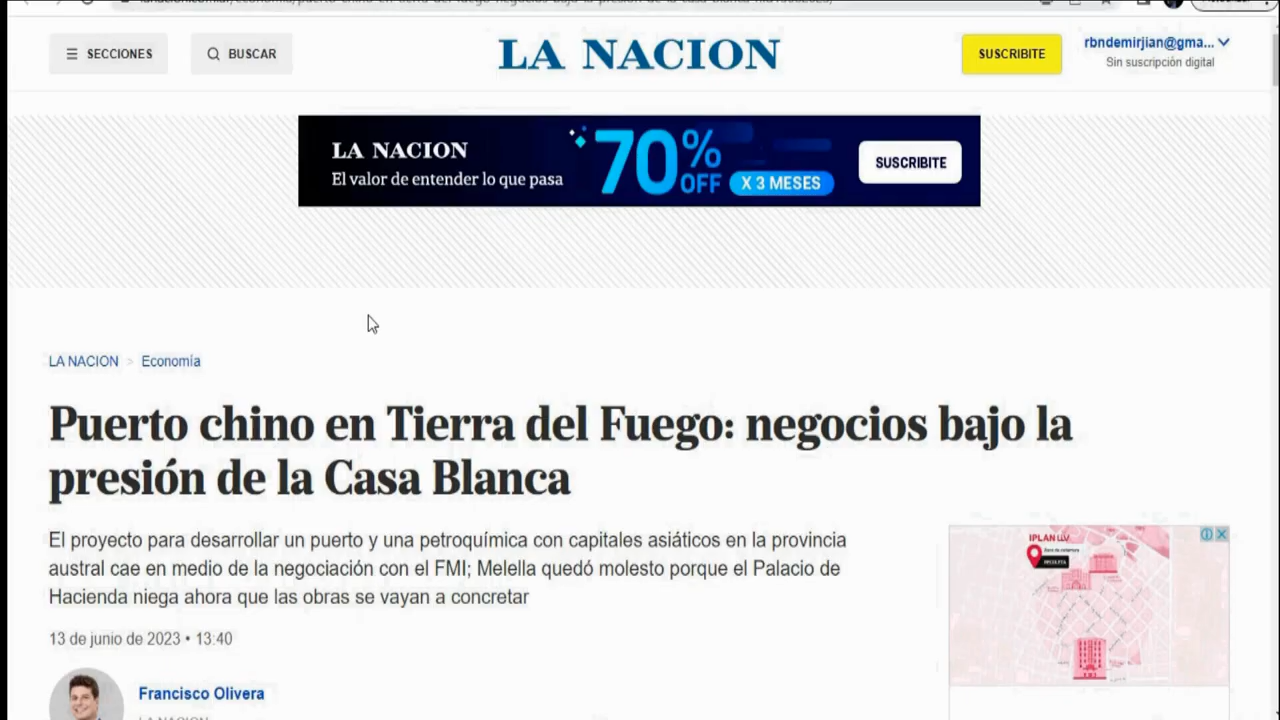 SECCIONES
BUSCAR
LA NACION
SUSCRIBITE
rbndemirjian@gma...
Sin suscripción digital
LA NACION
El valor de entender lo que pasa
70%
OFF
X 3 MESES
SUSCRIBITE
LA NACION > Economía
Puerto chino en Tierra del Fuego: negocios bajo la
presión de la Casa Blanca
El proyecto para desarrollar un puerto y una petroquímica con capitales asiáticos en la provincia
austral cae en medio de la negociación con el FMI; Melella quedó molesto porque el Palacio de
Hacienda niega ahora que las obras se vayan a concretar
13 de junio de 2023 • 13:40
IPLAN LIV
RECOLETA
Francisco Olivera
LA NACION